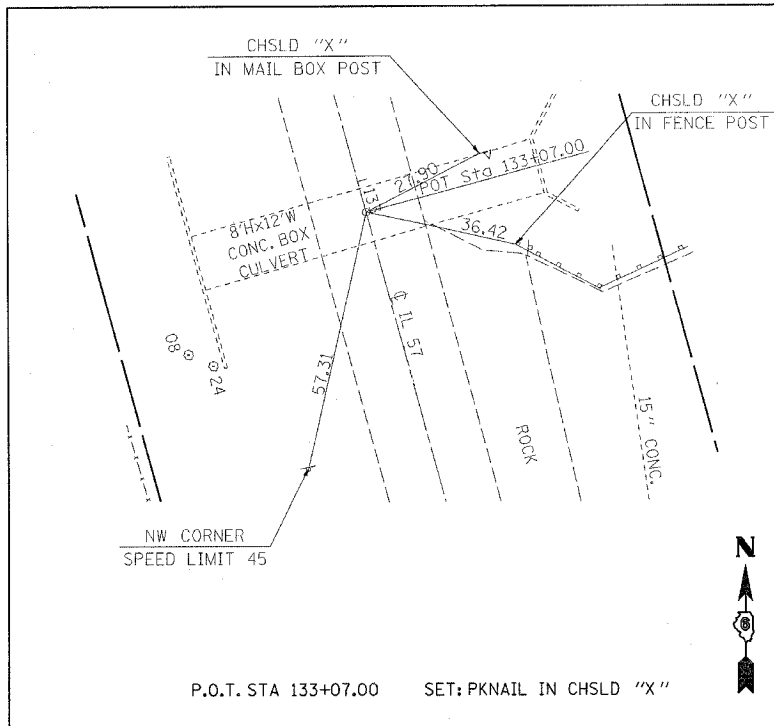 CHSLD "X"
IN MAIL BOX POST
CHSLD "X"
IN FENCE POST
27.90
POT Sta 133+07.00
13
36.42
8'Hx12'W
CONC. BOX
CULVERT
℄ IL 57
57.31
08
24
ROCK
15" CONC.
NW CORNER
SPEED LIMIT 45
N
6
P.O.T. STA 133+07.00 SET: PKNAIL IN CHSLD "X"